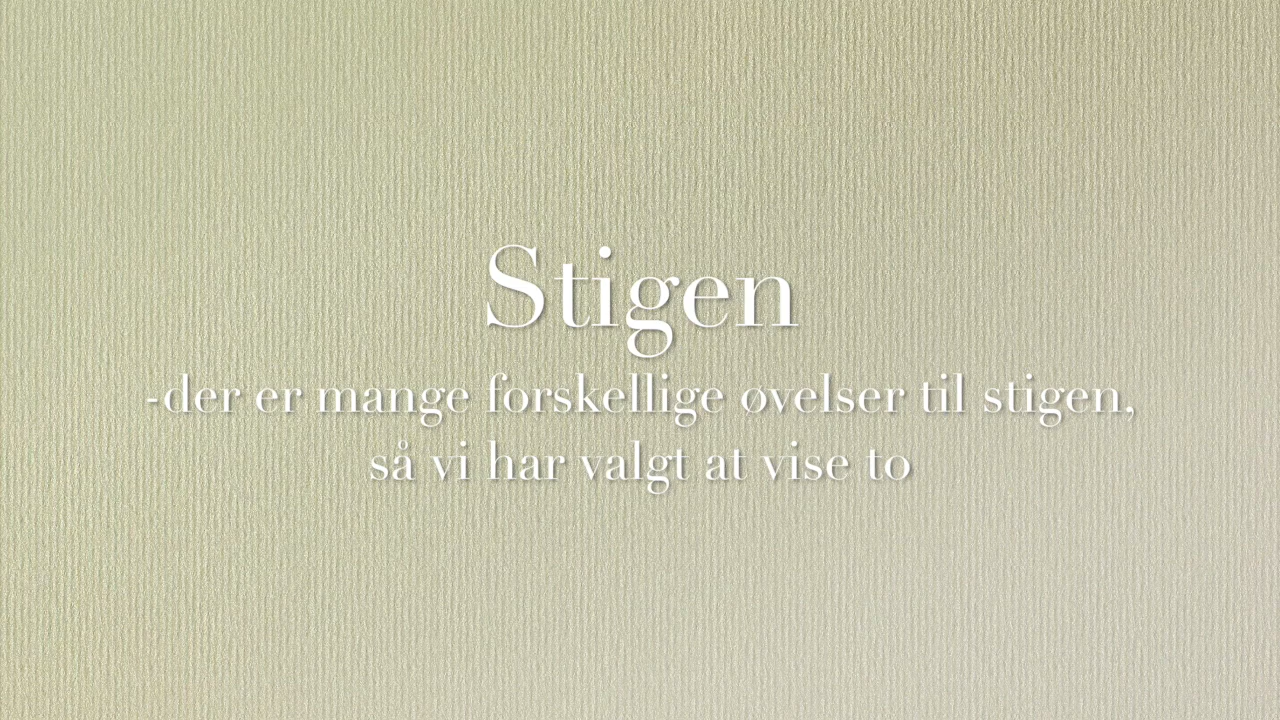 Stigen
-der er mange forskellige øvelser til stigen,
så vi har valgt at vise to